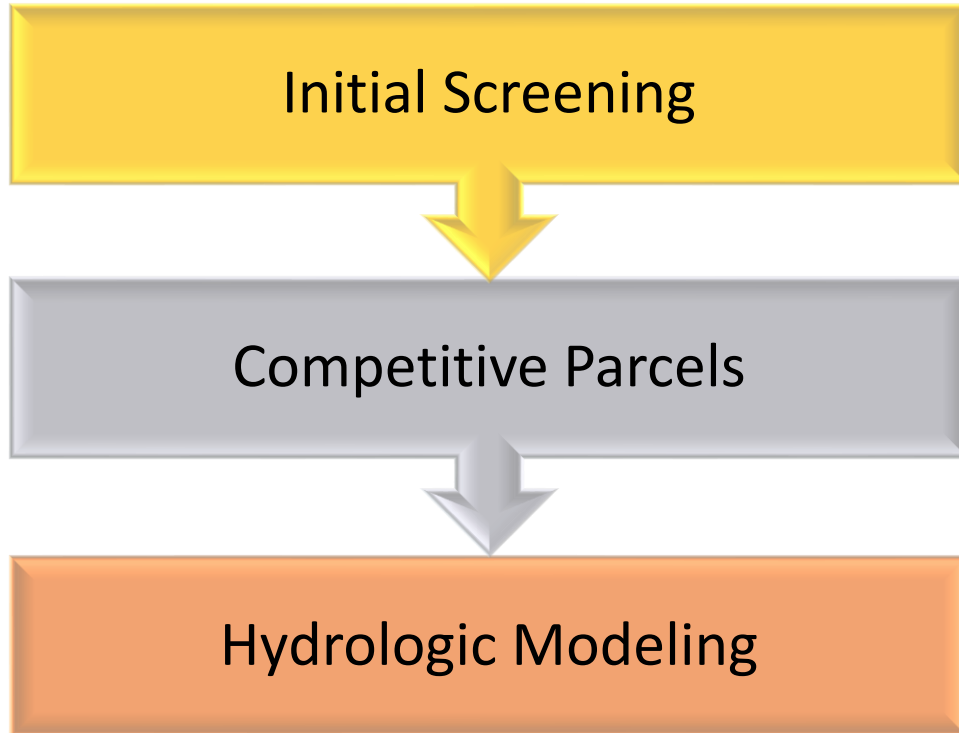 Initial Screening
Competitive Parcels
Hydrologic Modeling